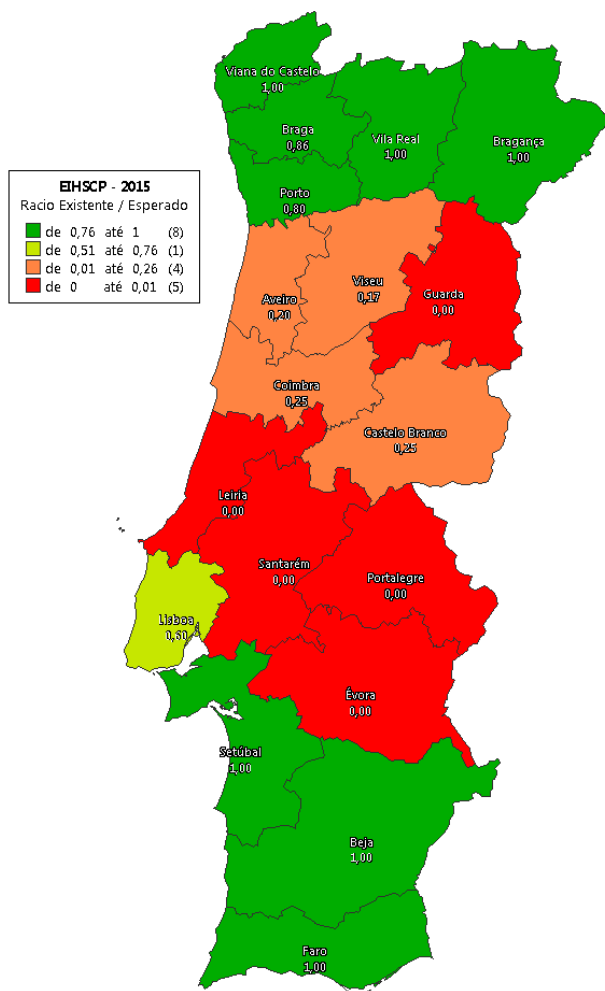 Viana do Castelo
1,00
Braga
0,86
Vila Real
1,00
Bragança
1,00
Porto
0,80
EIHSCP - 2015
Racio Existente / Esperado
de 0,76 até 1 (8)
de 0,51 até 0,76 (1)
de 0,01 até 0,26 (4)
de 0 até 0,01 (5)
Aveiro
0,20
Viseu
0,17
Guarda
0,00
Coimbra
0,25
Castelo Branco
0,25
Leiria
0,00
Santarém
0,00
Portalegre
0,00
Lisboa
0,60
Évora
0,00
Setúbal
1,00
Beja
1,00
Faro
1,00